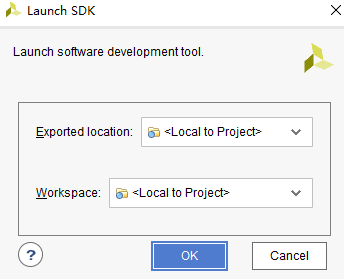 Launch SDK
Launch software development tool.
Exported location: <Local to Project>
Workspace: <Local to Project>
?
OK
Cancel